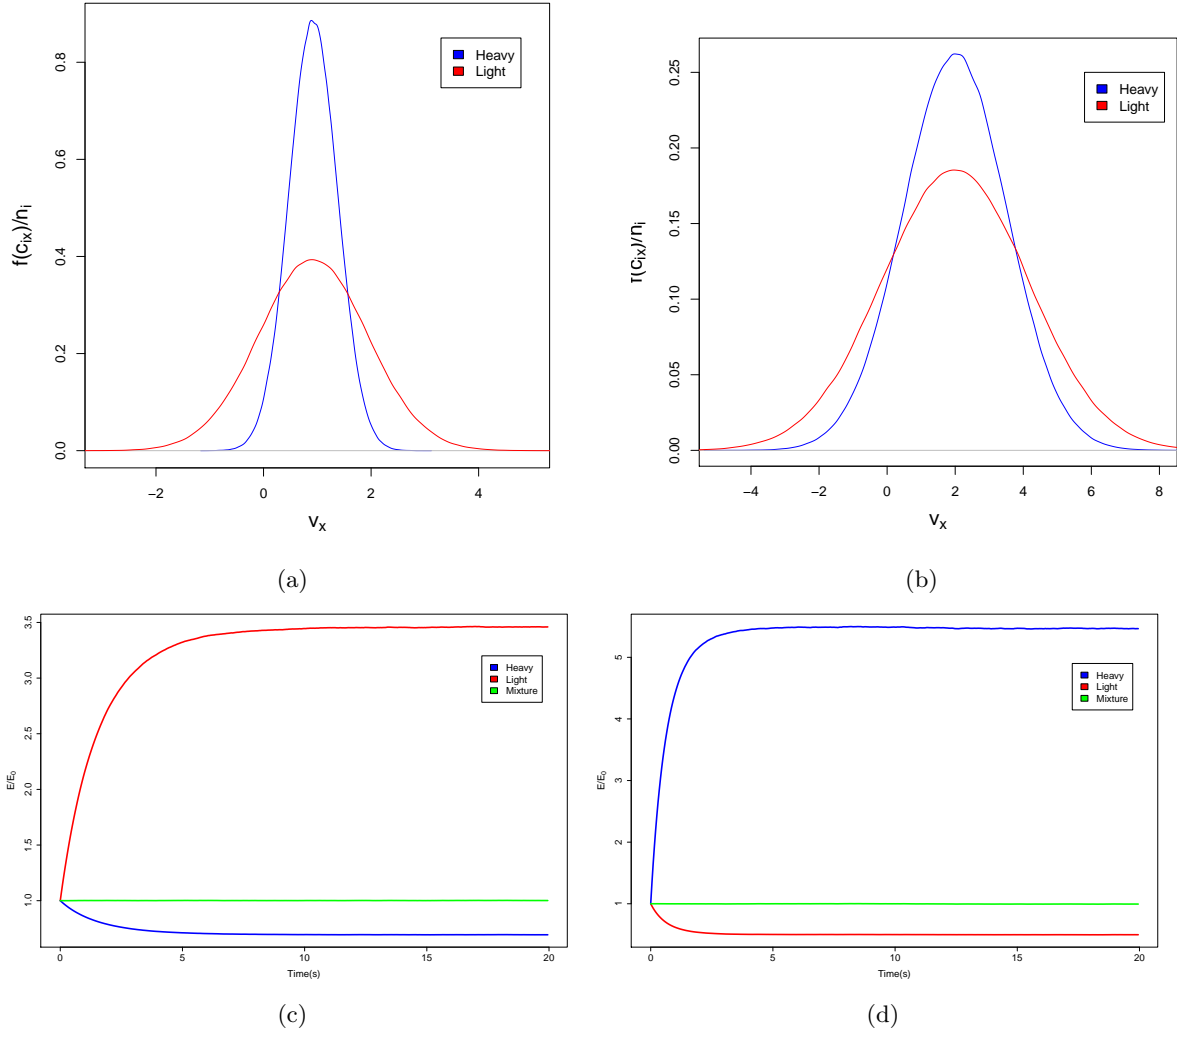 0.0 0.2 0.4 0.6 0.8
f(c_ix)/n_i
Heavy
Light
−2 0 2 4
v_x
(a)
0.00 0.05 0.10 0.15 0.20 0.25
f(c_ix)/n_i
Heavy
Light
−4 −2 0 2 4 6 8
v_x
(b)
1.0 1.5 2.0 2.5 3.0 3.5
E/E_0
Heavy
Light
Mixture
0 5 10 15 20
Time(s)
(c)
1 2 3 4 5
E/E_0
Heavy
Light
Mixture
0 5 10 15 20
Time(s)
(d)